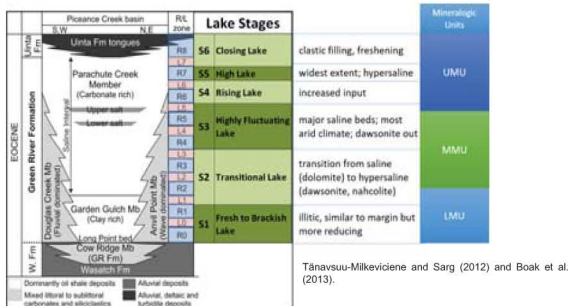 Piceance Creek basin
S.W
N.E
R/L
zone
Lake Stages
Mineralogic
Units
EOCENE
Uinta
Fm
Green River Formation
W. Fm
Uinta Fm tongues
Parachute Creek
Member
(Carbonate rich)
Upper salt
Lower salt
Saline Interval
Douglas Creek Mb
(Fluvial dominated)
Anvil Point Mb
(Wave dominated)
Garden Gulch Mb
(Clay rich)
Long Point bed
Cow Ridge Mb
(GR Fm)
Wasatch Fm
R8
L7
R7
L6
R6
L5
R5
L4
R4
L3
R3
L2
R2
L1
R1
L0
R0
S6 Closing Lake
clastic filling, freshening
S5 High Lake
widest extent; hypersaline
S4 Rising Lake
increased input
S3 Highly Fluctuating
Lake
major saline beds; most
arid climate; dawsonite out
S2 Transitional Lake
transition from saline
(dolomite) to hypersaline
(dawsonite, nahcolite)
S1 Fresh to Brackish
Lake
illitic, similar to margin but
more reducing
UMU
MMU
LMU
Dominantly oil shale deposits
Alluvial deposits
Mixed littoral to sublittoral
carbonates and siliciclastics
Alluvial, deltaic and
turbidite deposits
Tänavsuu-Milkeviciene and Sarg (2012) and Boak et al.
(2013).